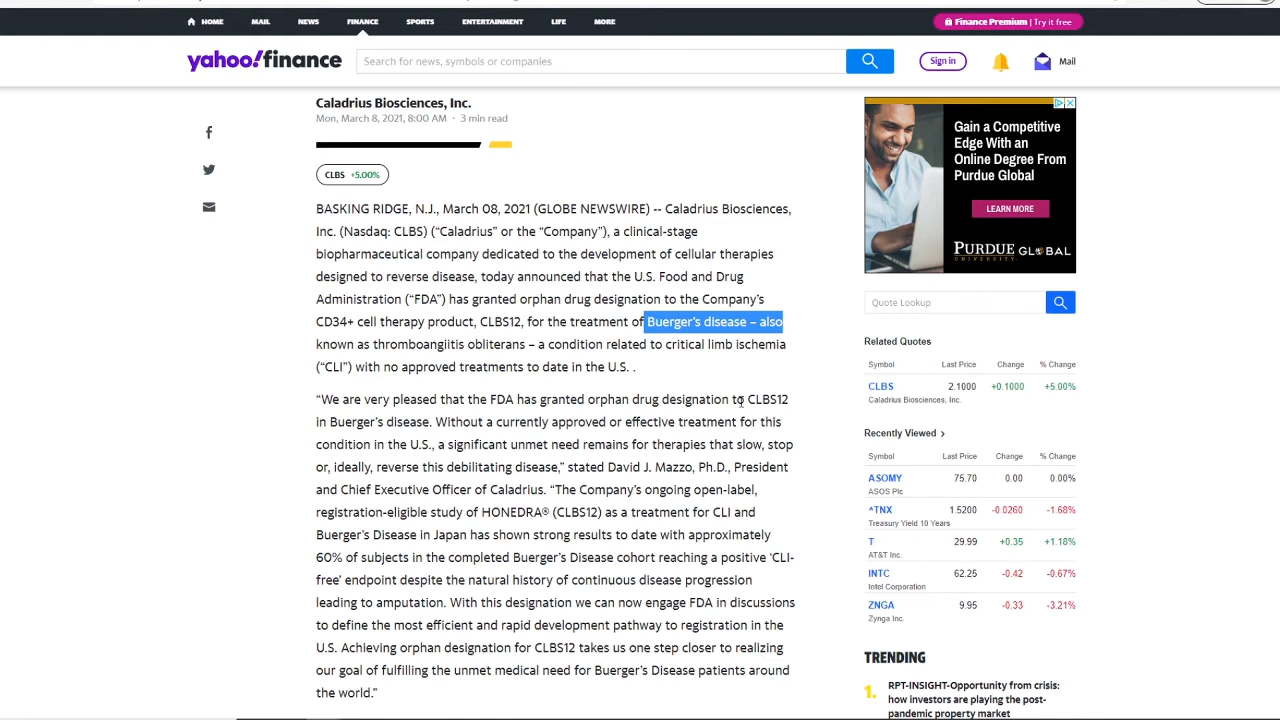 HOME MAIL NEWS FINANCE SPORTS ENTERTAINMENT LIFE MORE
Finance Premium | Try it free
yahoo!finance
Search for news, symbols or companies
Sign in
Mail
Caladrius Biosciences, Inc.
Mon, March 8, 2021, 8:00 AM · 3 min read
CLBS +5.00%
BASKING RIDGE, N.J., March 08, 2021 (GLOBE NEWSWIRE) -- Caladrius Biosciences,
Inc. (Nasdaq: CLBS) (“Caladrius” or the “Company”), a clinical-stage
biopharmaceutical company dedicated to the development of cellular therapies
designed to reverse disease, today announced that the U.S. Food and Drug
Administration (“FDA”) has granted orphan drug designation to the Company’s
CD34+ cell therapy product, CLBS12, for the treatment of Buerger’s disease – also
known as thromboangiitis obliterans – a condition related to critical limb ischemia
(“CLI”) with no approved treatments to date in the U.S. .
“We are very pleased that the FDA has granted orphan drug designation to CLBS12
in Buerger’s disease. Without a currently approved or effective treatment for this
condition in the U.S., a significant unmet need remains for therapies that slow, stop
or, ideally, reverse this debilitating disease,” stated David J. Mazzo, Ph.D., President
and Chief Executive Officer of Caladrius. “The Company’s ongoing open-label,
registration-eligible study of HONEDRA® (CLBS12) as a treatment for CLI and
Buerger’s Disease in Japan has shown strong results to date with approximately
60% of subjects in the completed Buerger’s Disease cohort reaching a positive ‘CLI-
free’ endpoint despite the natural history of continuous disease progression
leading to amputation. With this designation we can now engage FDA in discussions
to define the most efficient and rapid development pathway to registration in the
U.S. Achieving orphan designation for CLBS12 takes us one step closer to realizing
our goal of fulfilling the unmet medical need for Buerger’s Disease patients around
the world.”
Gain a Competitive
Edge With an
Online Degree From
Purdue Global
LEARN MORE
PURDUE GLOBAL
UNIVERSITY
Quote Lookup
Related Quotes
Symbol Last Price Change % Change
CLBS 2.1000 +0.1000 +5.00%
Caladrius Biosciences, Inc.
Recently Viewed
Symbol Last Price Change % Change
ASOMY 75.70 0.00 0.00%
ASOS Plc
^TNX 1.5200 -0.0260 -1.68%
Treasury Yield 10 Years
T 29.99 +0.35 +1.18%
AT&T Inc.
INTC 62.25 -0.42 -0.67%
Intel Corporation
ZNGA 9.95 -0.33 -3.21%
Zynga Inc.
TRENDING
1. RPT-INSIGHT-Opportunity from crisis:
how investors are playing the post-
pandemic property market